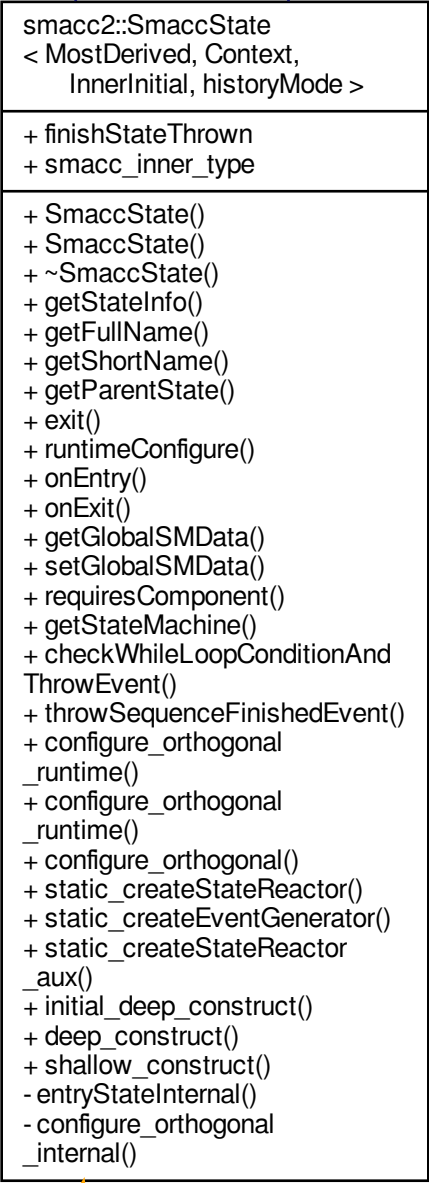 smacc2::SmaccState
< MostDerived, Context,
InnerInitial, historyMode >
+ finishStateThrown
+ smacc_inner_type
+ SmaccState()
+ SmaccState()
+ ~SmaccState()
+ getStateInfo()
+ getFullName()
+ getShortName()
+ getParentState()
+ exit()
+ runtimeConfigure()
+ onEntry()
+ onExit()
+ getGlobalSMData()
+ setGlobalSMData()
+ requiresComponent()
+ getStateMachine()
+ checkWhileLoopConditionAnd
ThrowEvent()
+ throwSequenceFinishedEvent()
+ configure_orthogonal
_runtime()
+ configure_orthogonal
_runtime()
+ configure_orthogonal()
+ static_createStateReactor()
+ static_createEventGenerator()
+ static_createStateReactor
_aux()
+ initial_deep_construct()
+ deep_construct()
+ shallow_construct()
- entryStateInternal()
- configure_orthogonal
_internal()